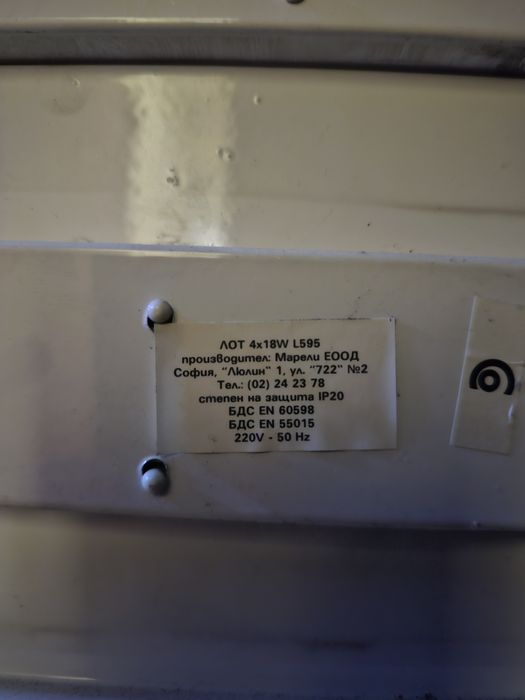 ЛОТ 4x18W L595
производител: Марели ЕООД
София, "Люлин" 1, ул. "722" №2
Тел.: (02) 24 23 78
степен на защита IP20
БДС EN 60598
БДС EN 55015
220V - 50 Hz